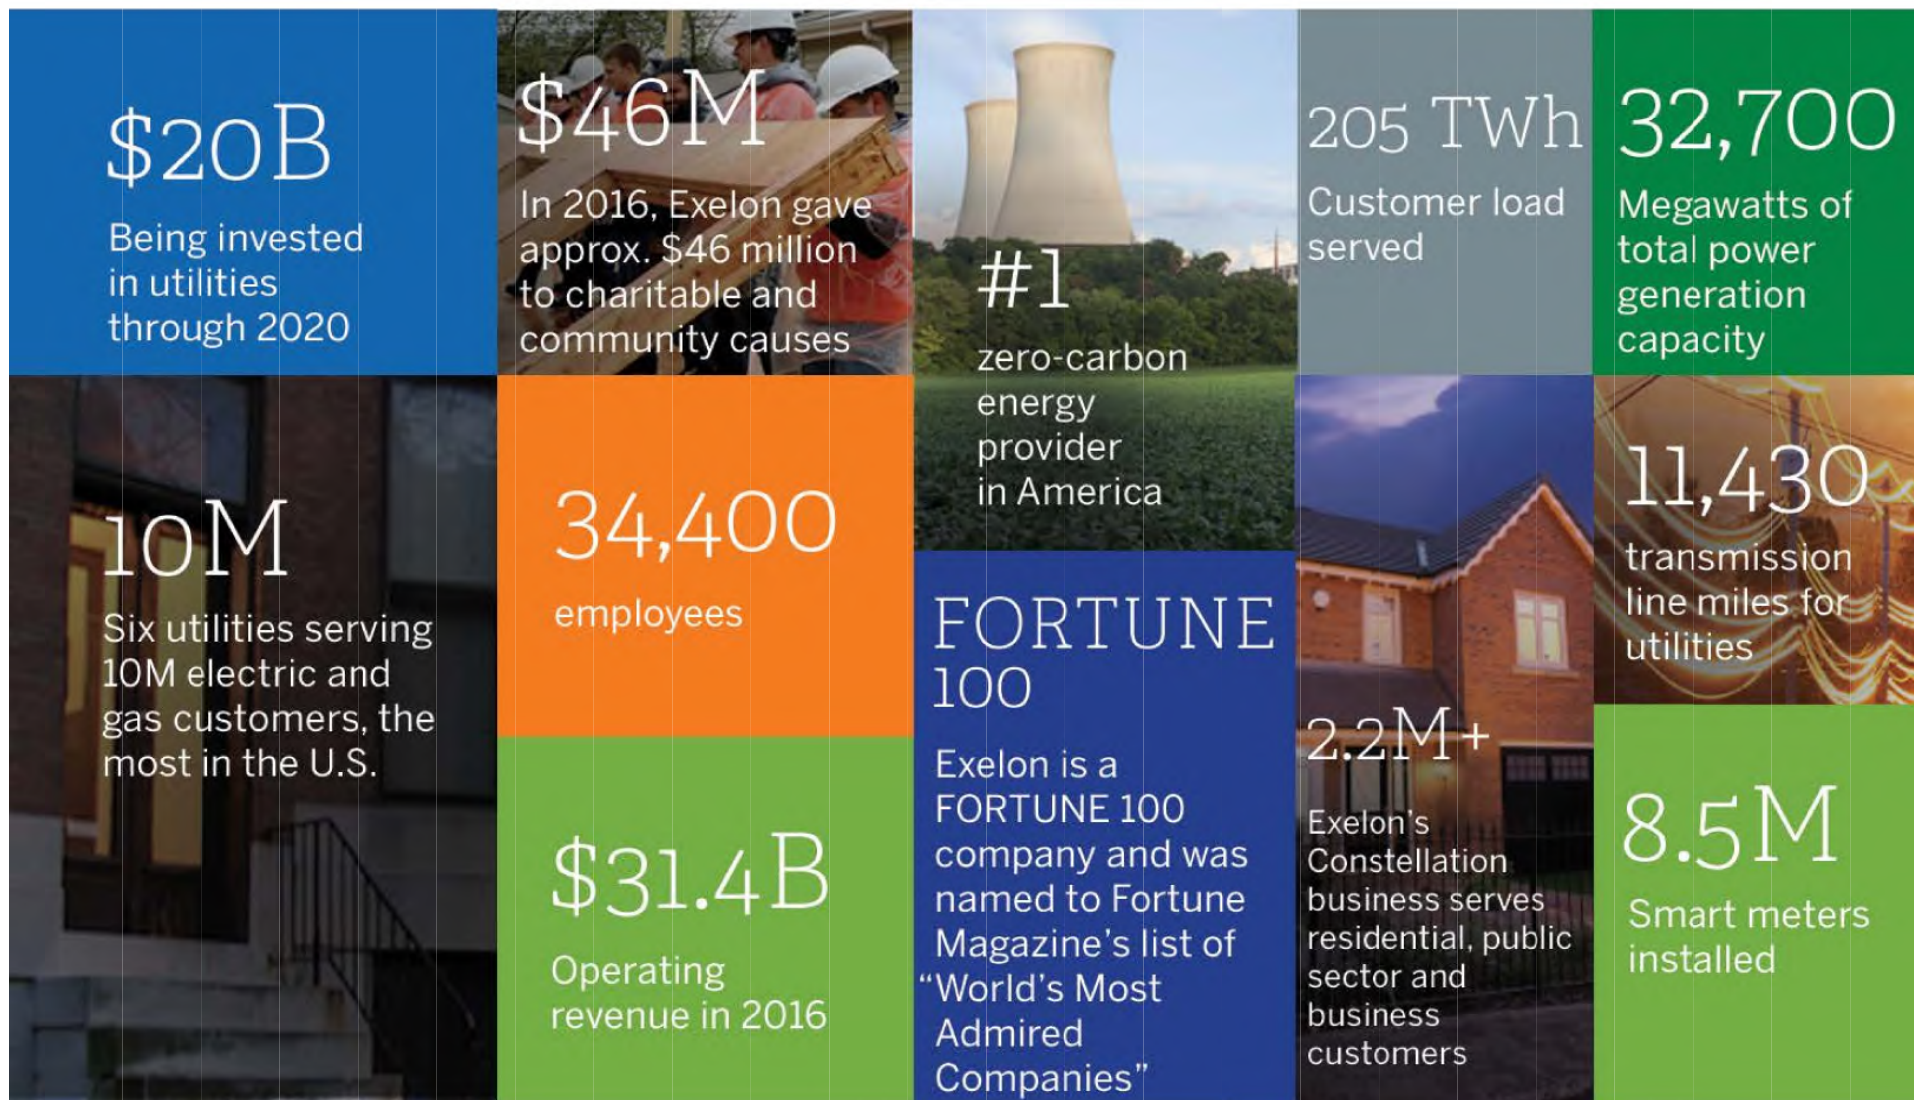 $20B
Being invested
in utilities
through 2020
$46M
In 2016, Exelon gave
approx. $46 million
to charitable and
community causes
#1
zero-carbon
energy
provider
in America
205 TWh
Customer load
served
32,700
Megawatts of
total power
generation
capacity
10M
Six utilities serving
10M electric and
gas customers, the
most in the U.S.
34,400
employees
$31.4B
Operating
revenue in 2016
FORTUNE
100
Exelon is a
FORTUNE 100
company and was
named to Fortune
Magazine’s list of
“World’s Most
Admired
Companies”
2.2M+
Exelon’s
Constellation
business serves
residential, public
sector and
business
customers
11,430
transmission
line miles for
utilities
8.5M
Smart meters
installed